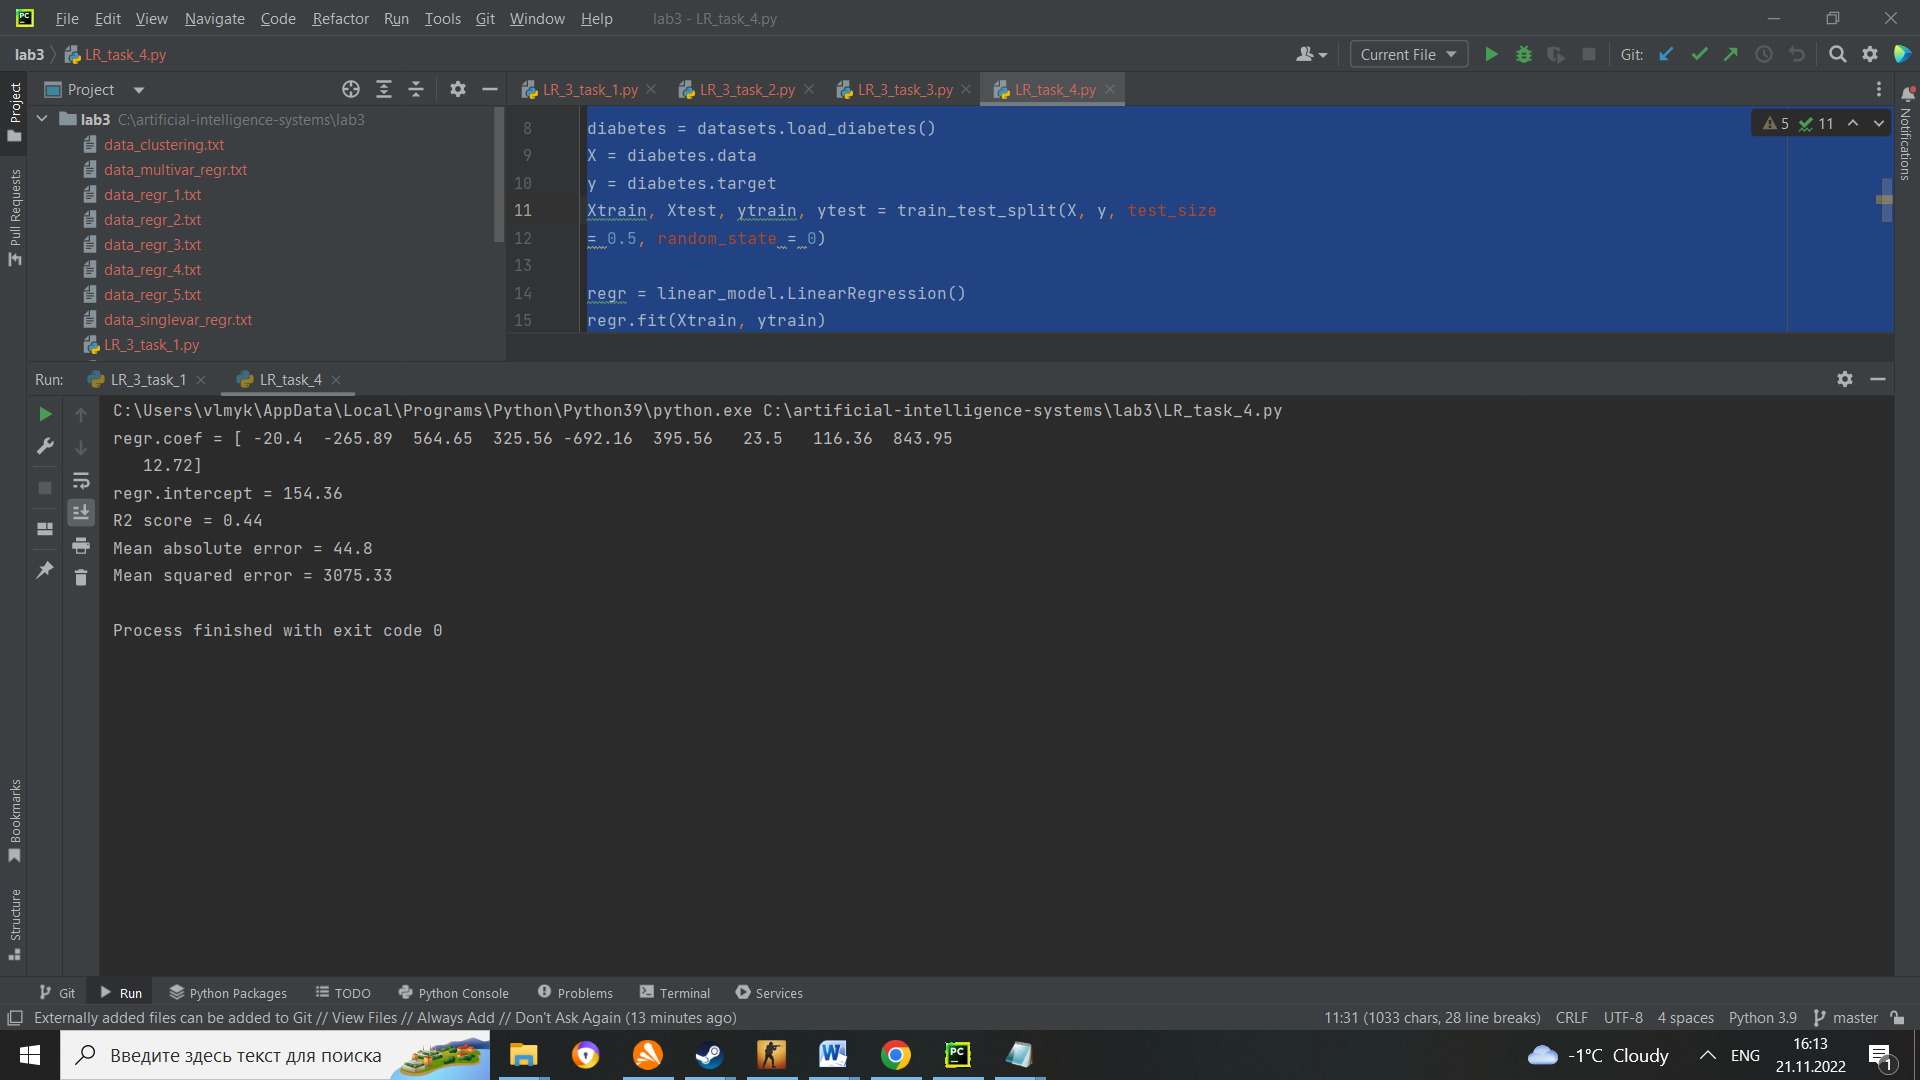 File Edit View Navigate Code Refactor Run Tools Git Window Help lab3 - LR_task_4.py
lab3 LR_task_4.py Current File Git:
Project
LR_3_task_1.py LR_3_task_2.py LR_3_task_3.py LR_task_4.py
lab3 C:\artificial-intelligence-systems\lab3
data_clustering.txt
data_multivar_regr.txt
data_regr_1.txt
data_regr_2.txt
data_regr_3.txt
data_regr_4.txt
data_regr_5.txt
data_singlevar_regr.txt
LR_3_task_1.py
8 diabetes = datasets.load_diabetes()
9 X = diabetes.data
10 y = diabetes.target
11 Xtrain, Xtest, ytrain, ytest = train_test_split(X, y, test_size
12 = 0.5, random_state = 0)
13
14 regr = linear_model.LinearRegression()
15 regr.fit(Xtrain, ytrain)
5 11
Project
Pull Requests
Bookmarks
Structure
Notifications
Run: LR_3_task_1 LR_task_4
C:\Users\vlmyk\AppData\Local\Programs\Python\Python39\python.exe C:\artificial-intelligence-systems\lab3\LR_task_4.py
regr.coef = [ -20.4  -265.89  564.65  325.56 -692.16  395.56   23.5   116.36  843.95
12.72]
regr.intercept = 154.36
R2 score = 0.44
Mean absolute error = 44.8
Mean squared error = 3075.33
Process finished with exit code 0
Git Run Python Packages TODO Python Console Problems Terminal Services
Externally added files can be added to Git // View Files // Always Add // Don't Ask Again (13 minutes ago) 11:31 (1033 chars, 28 line breaks) CRLF UTF-8 4 spaces Python 3.9 master
Введите здесь текст для поиска
-1°C Cloudy ENG
16:13
21.11.2022
1